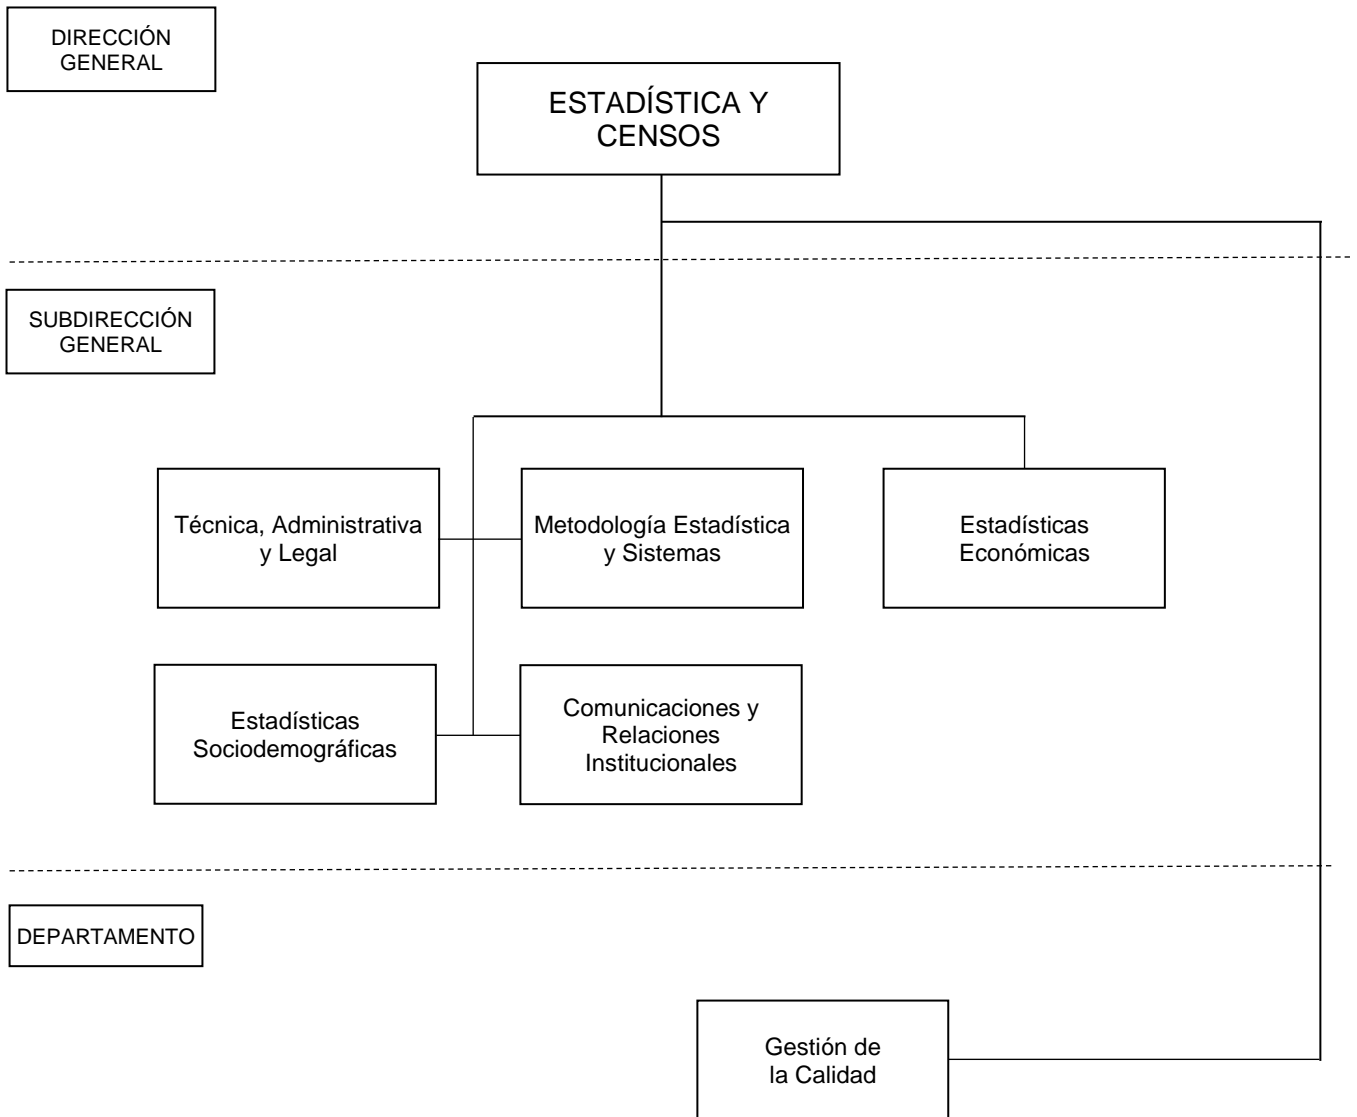 DIRECCIÓN
GENERAL
ESTADÍSTICA Y
CENSOS
SUBDIRECCIÓN
GENERAL
Técnica, Administrativa
y Legal
Metodología Estadística
y Sistemas
Estadísticas
Económicas
Estadísticas
Sociodemográficas
Comunicaciones y
Relaciones
Institucionales
DEPARTAMENTO
Gestión de
la Calidad